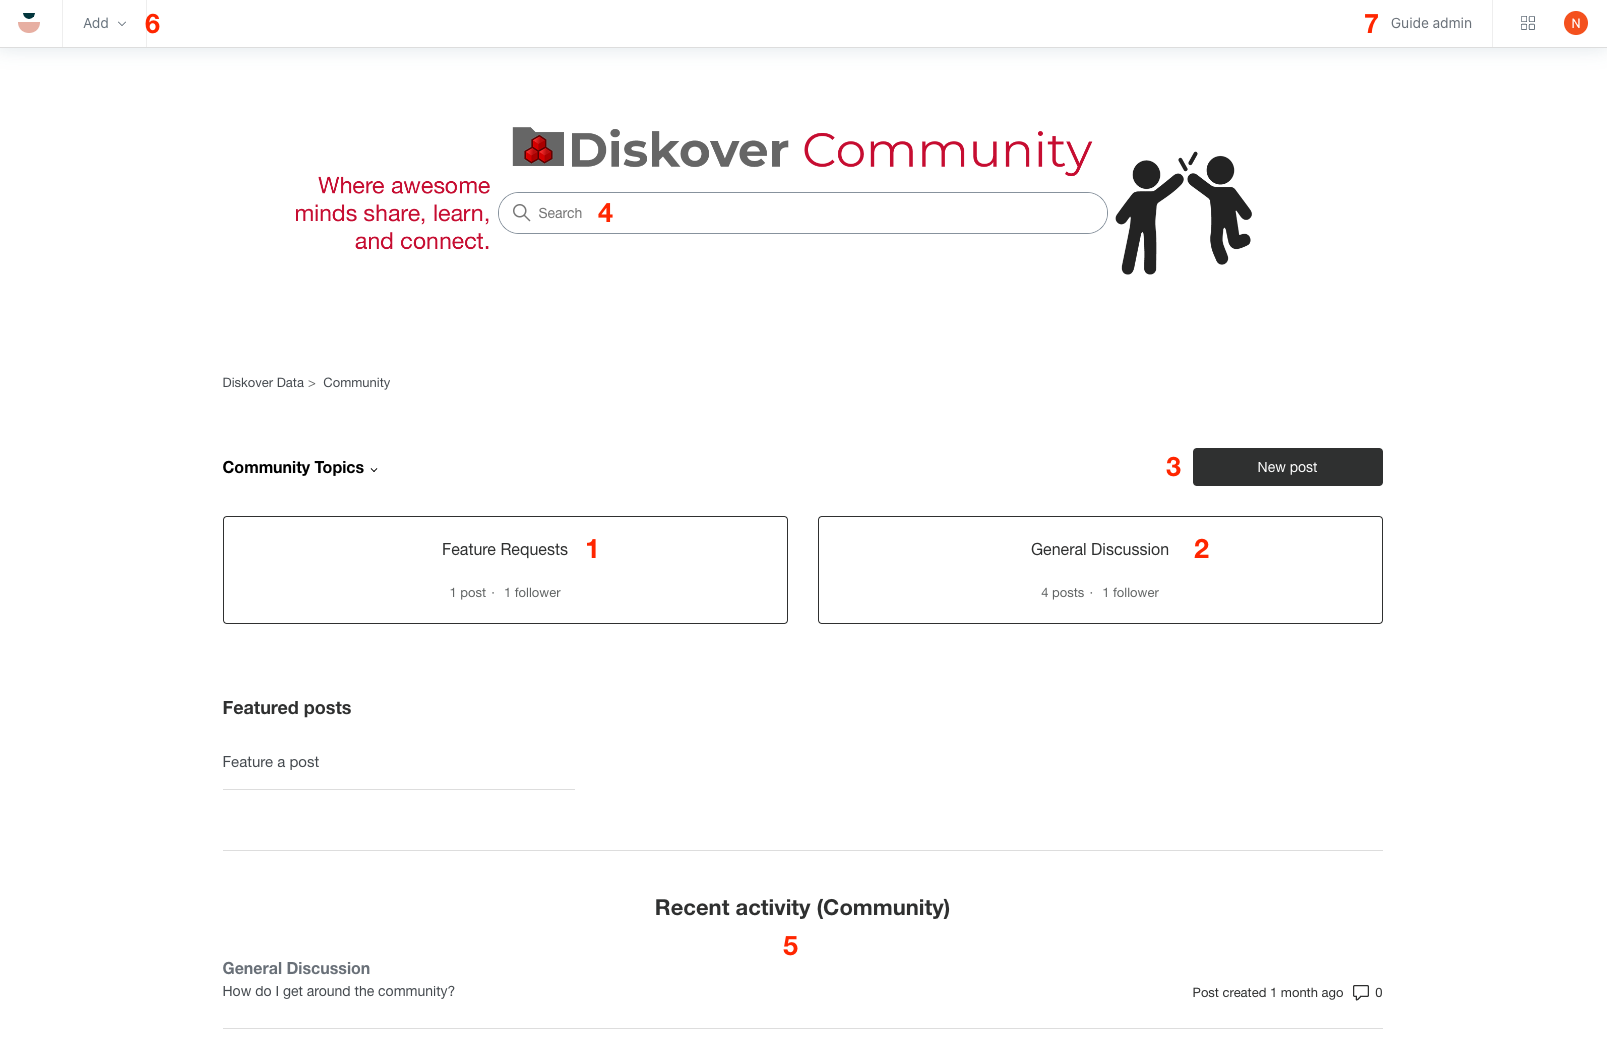 Add 6 7 Guide admin N
Diskover Community
Where awesome
minds share, learn,
and connect.
Search 4
Diskover Data > Community
Community Topics 3 New post
Feature Requests 1
1 post · 1 follower
General Discussion 2
4 posts · 1 follower
Featured posts
Feature a post
Recent activity (Community)
5
General Discussion
How do I get around the community?
Post created 1 month ago 0